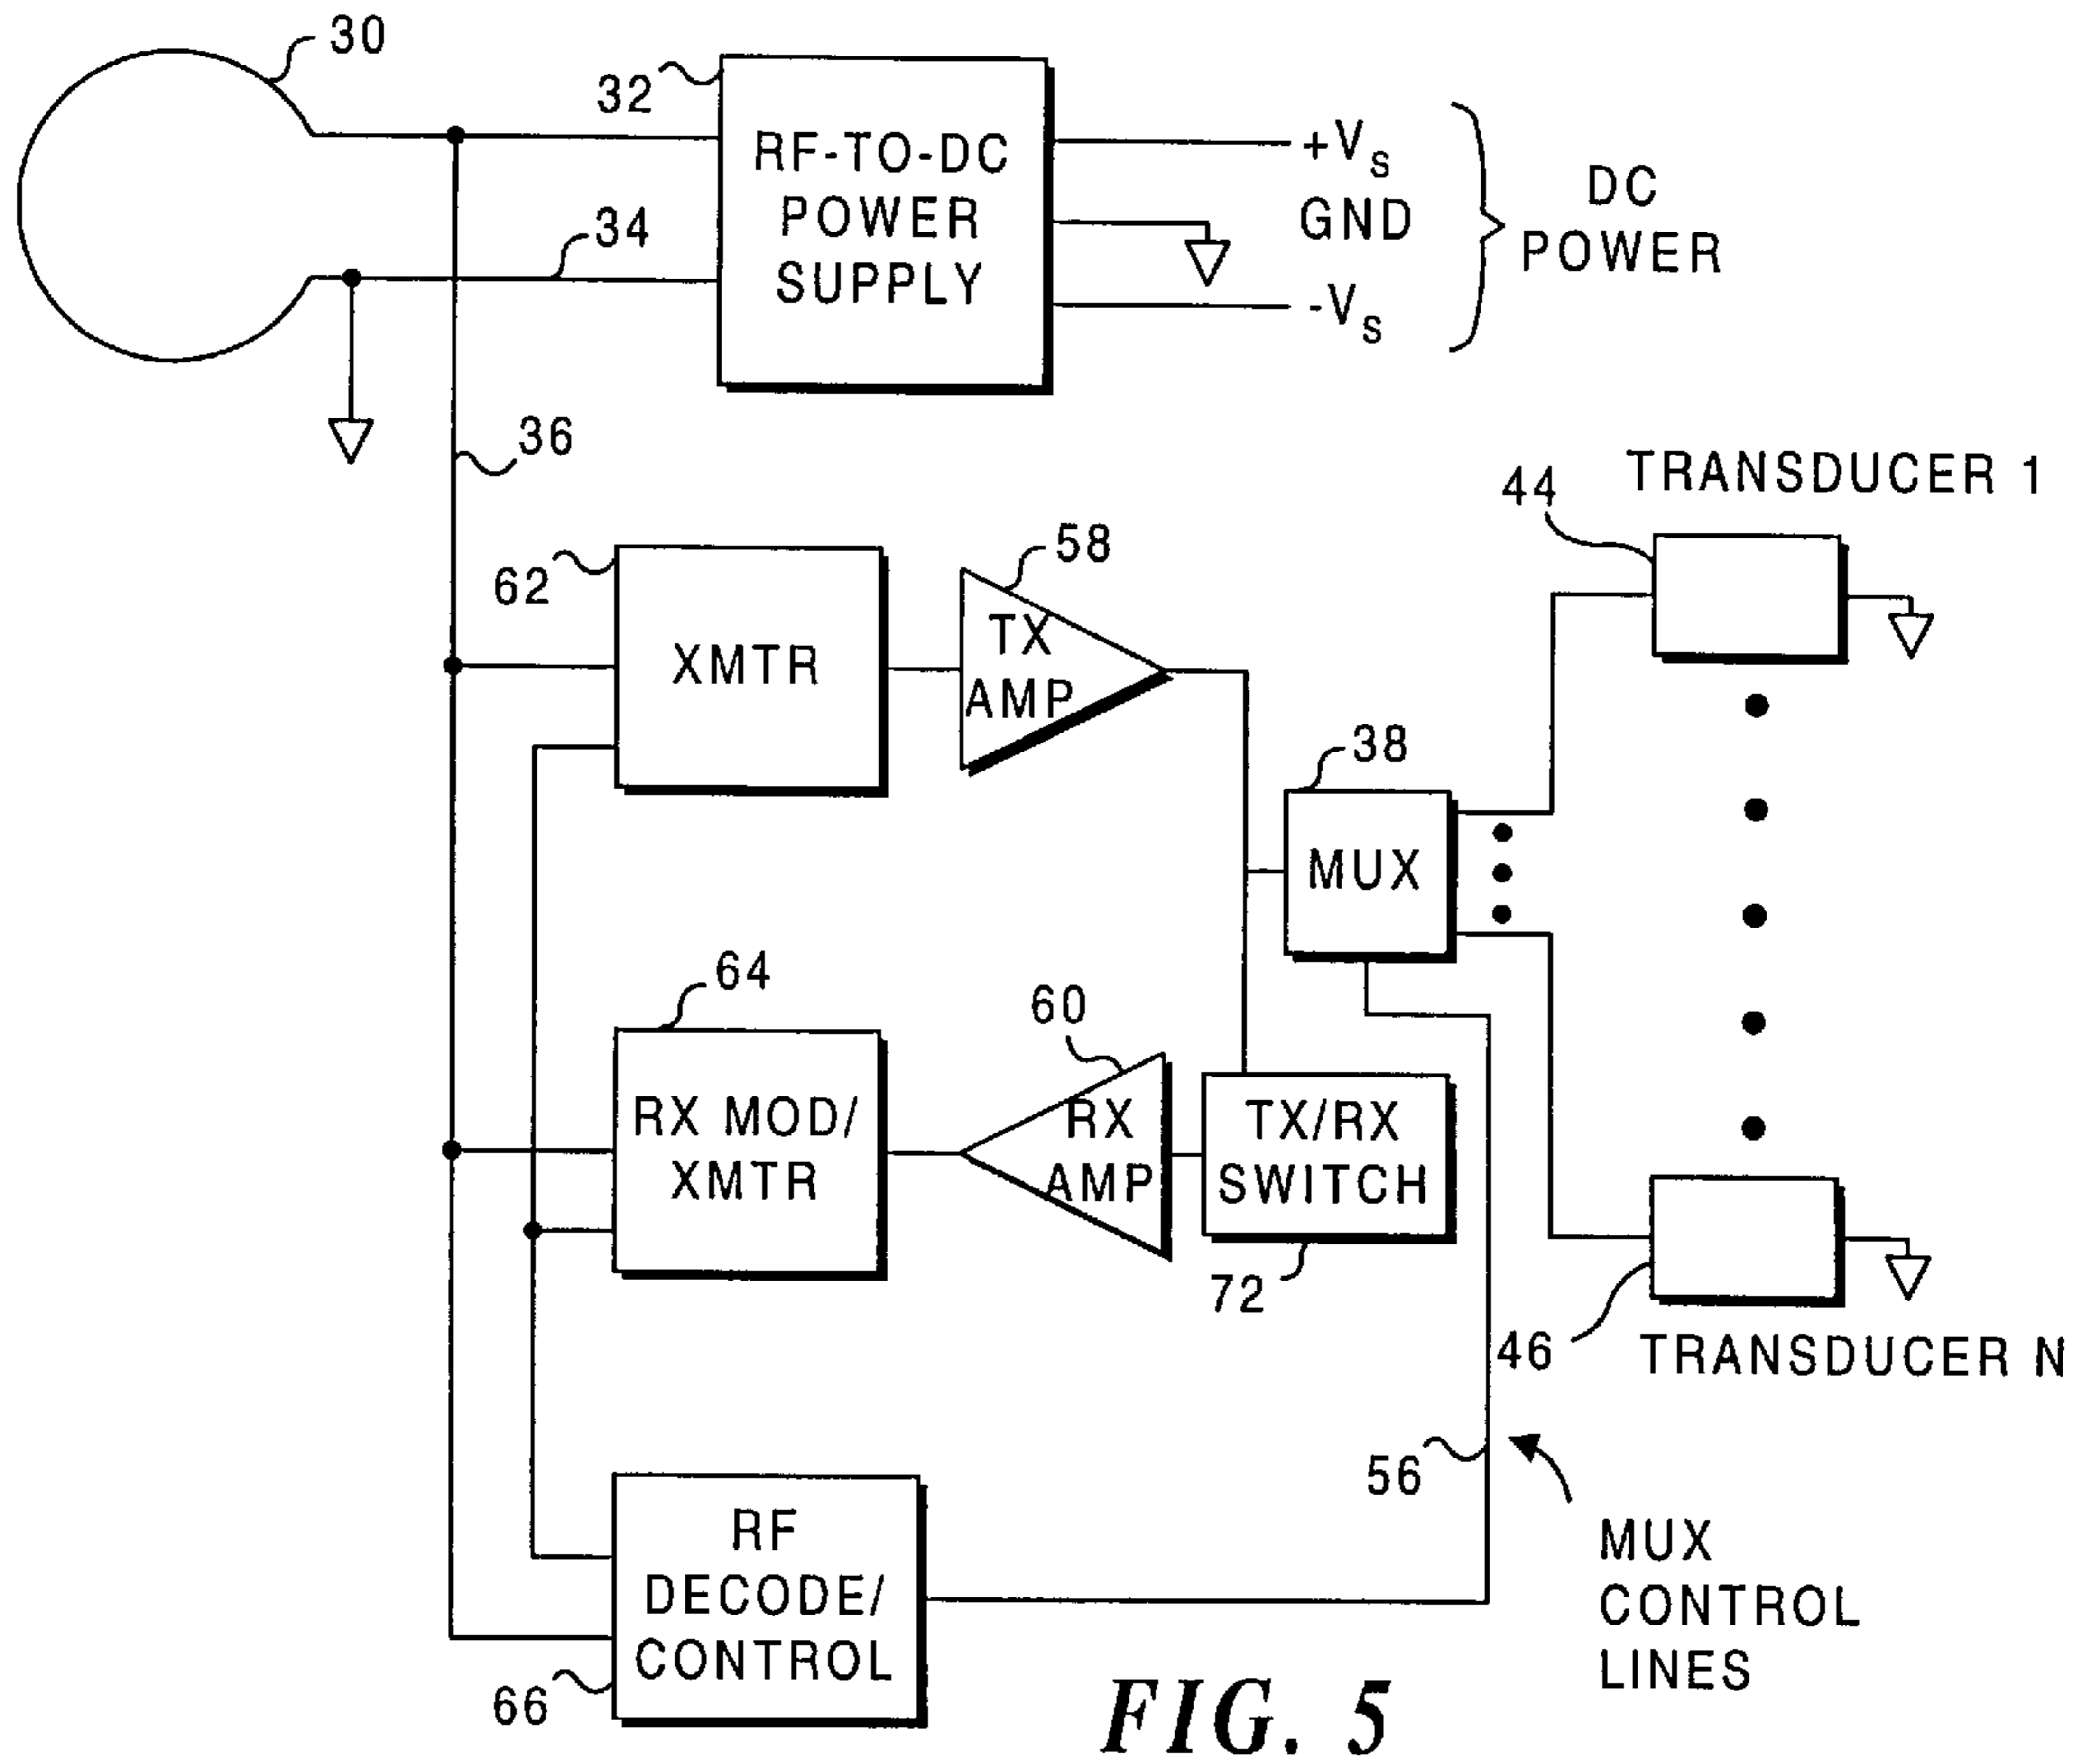 30
32
RF-TO-DC
POWER
SUPPLY
+VS
GND
-VS
DC
POWER
34
36
TRANSDUCER 1
44
58
62
XMTR
TX
AMP
38
MUX
64
60
RX MOD/
XMTR
RX
AMP
TX/RX
SWITCH
72
46
TRANSDUCER N
56
MUX
CONTROL
LINES
RF
DECODE/
CONTROL
66
FIG. 5